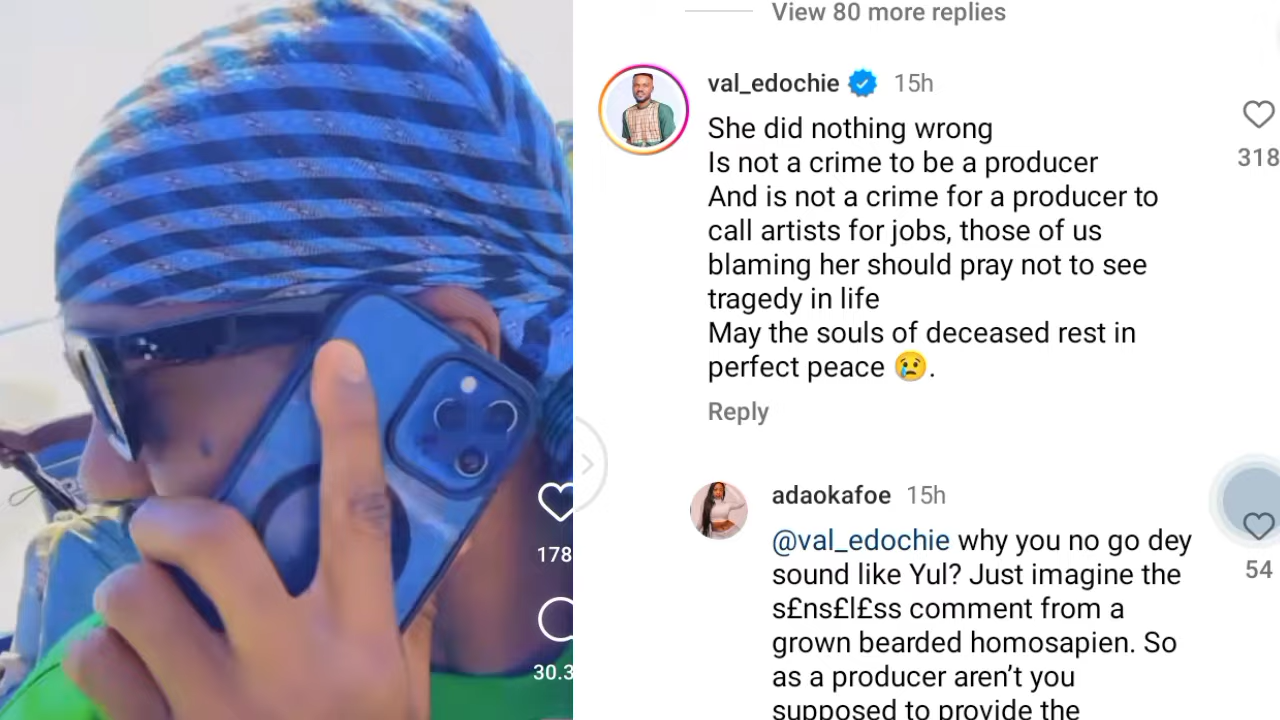 View 80 more replies
val_edochie 15h
She did nothing wrong
Is not a crime to be a producer
And is not a crime for a producer to
call artists for jobs, those of us
blaming her should pray not to see
tragedy in life
May the souls of deceased rest in
perfect peace 😢.
318
Reply
adaokafoe 15h
@val_edochie why you no go dey
sound like Yul? Just imagine the
s£ns£l£ss comment from a
grown bearded homosapien. So
as a producer aren’t you
supposed to provide the
54
178
30.3